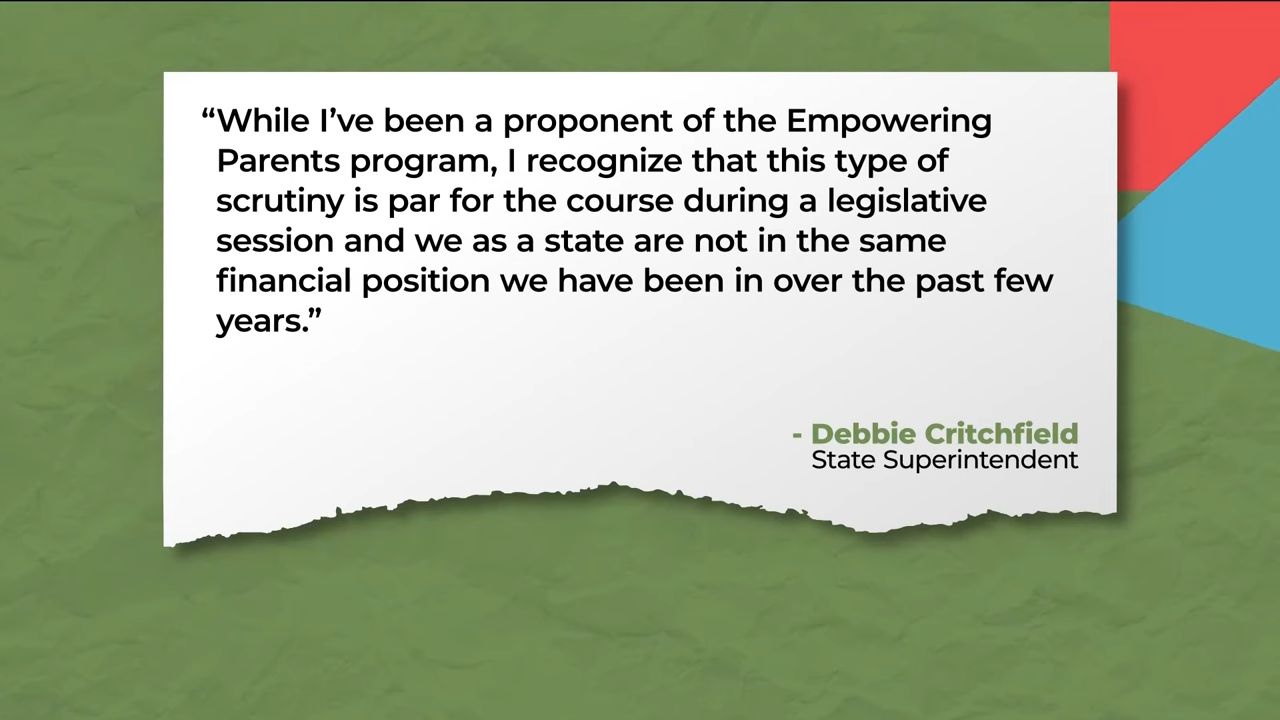 “While I’ve been a proponent of the Empowering
Parents program, I recognize that this type of
scrutiny is par for the course during a legislative
session and we as a state are not in the same
financial position we have been in over the past few
years.”
- Debbie Critchfield
State Superintendent